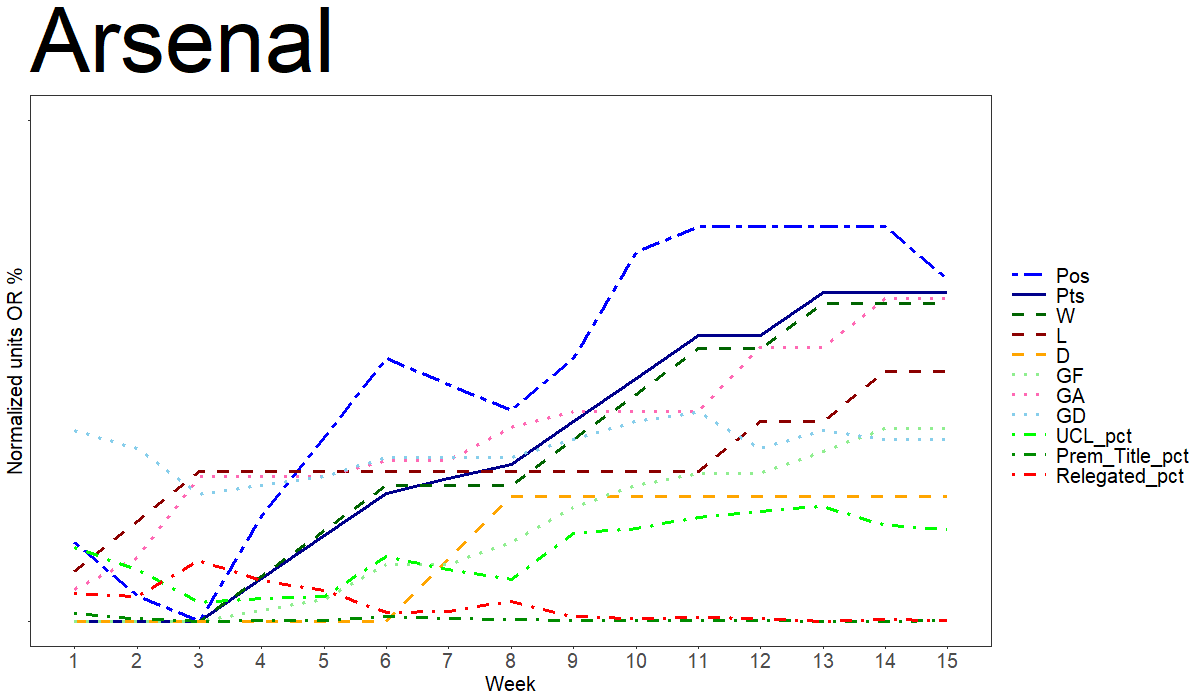 Arsenal
Normalized units OR %
1 2 3 4 5 6 7 8 9 10 11 12 13 14 15
Week
Pos
Pts
W
L
D
GF
GA
GD
UCL_pct
Prem_Title_pct
Relegated_pct